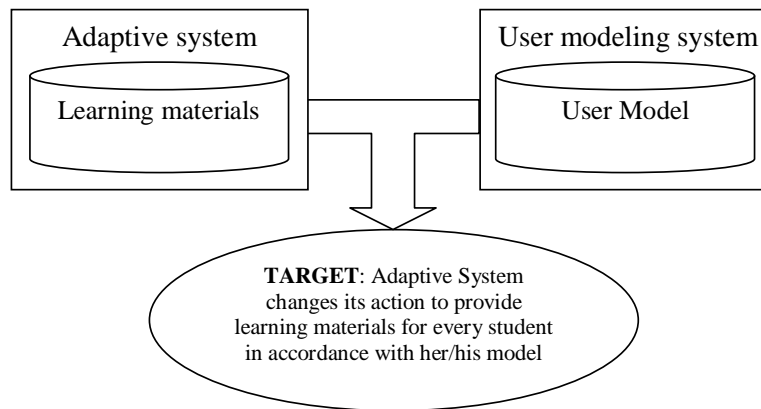 Adaptive system
Learning materials
User modeling system
User Model
TARGET: Adaptive System
changes its action to provide
learning materials for every student
in accordance with her/his model